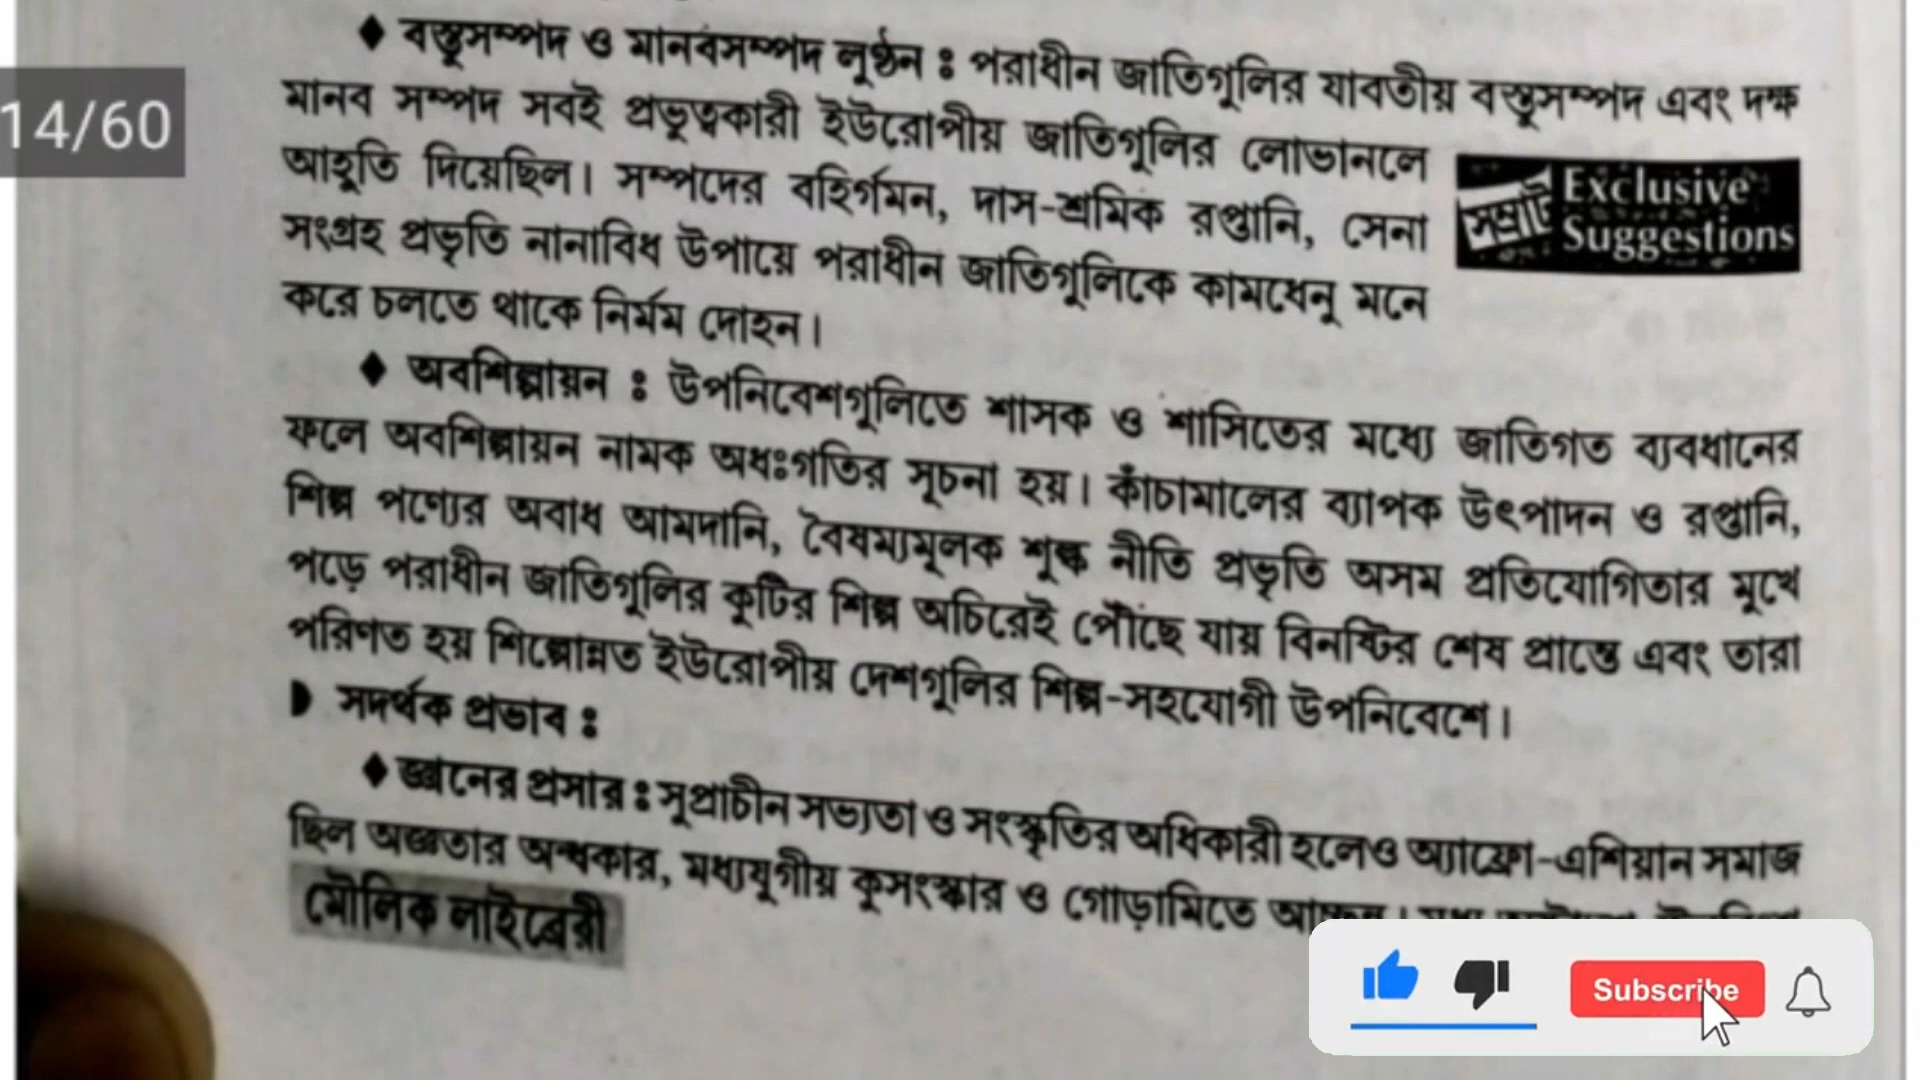 ♦ বস্তুসম্পদ ও মানবসম্পদ লুণ্ঠন ঃ পরাধীন জাতিগুলির যাবতীয় বস্তুসম্পদ এবং দক্ষ
14/60
মানব সম্পদ সবই প্রভুত্বকারী ইউরোপীয় জাতিগুলির লোভানলে
আহুতি দিয়েছিল। সম্পদের বহির্গমন, দাস-শ্রমিক রপ্তানি, সেনা
সংগ্রহ প্রভৃতি নানাবিধ উপায়ে পরাধীন জাতিগুলিকে কামধেনু মনে
করে চলতে থাকে নির্মম দোহন।
সম্রাট Exclusive
Suggestions
♦ অবশিল্পায়ন ঃ উপনিবেশগুলিতে শাসক ও শাসিতের মধ্যে জাতিগত ব্যবধানের
ফলে অবশিল্পায়ন নামক অধঃগতির সূচনা হয়। কাঁচামালের ব্যাপক উৎপাদন ও রপ্তানি,
শিল্প পণ্যের অবাধ আমদানি, বৈষম্যমূলক শুল্ক নীতি প্রভৃতি অসম প্রতিযোগিতার মুখে
পড়ে পরাধীন জাতিগুলির কুটির শিল্প অচিরেই পৌঁছে যায় বিনষ্টির শেষ প্রান্তে এবং তারা
পরিণত হয় শিল্পোন্নত ইউরোপীয় দেশগুলির শিল্প-সহযোগী উপনিবেশে।
সদর্থক প্রভাব ঃ
♦ জ্ঞানের প্রসার ঃ সুপ্রাচীন সভ্যতা ও সংস্কৃতির অধিকারী হলেও অ্যাফ্রো-এশিয়ান সমাজ
ছিল অজ্ঞতার অন্ধকার, মধ্যযুগীয় কুসংস্কার ও গোড়ামিতে
মৌলিক লাইব্রেরী
Subscribe